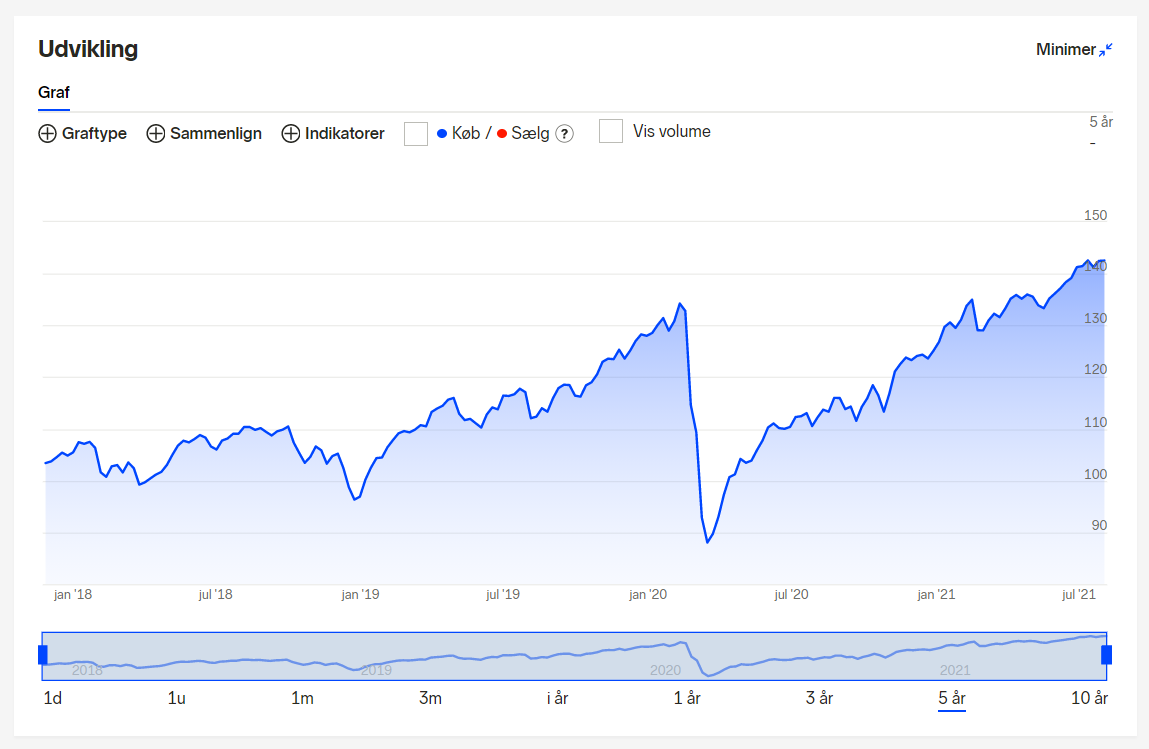 Udvikling
Minimer
Graf
Graftype Sammenlign Indikatorer Køb / Sælg ? Vis volume
5 år
-
150
140
130
120
110
100
90
jan '18 jul '18 jan '19 jul '19 jan '20 jul '20 jan '21 jul '21
2018 2019 2020 2021
1d 1u 1m 3m i år 1 år 3 år 5 år 10 år